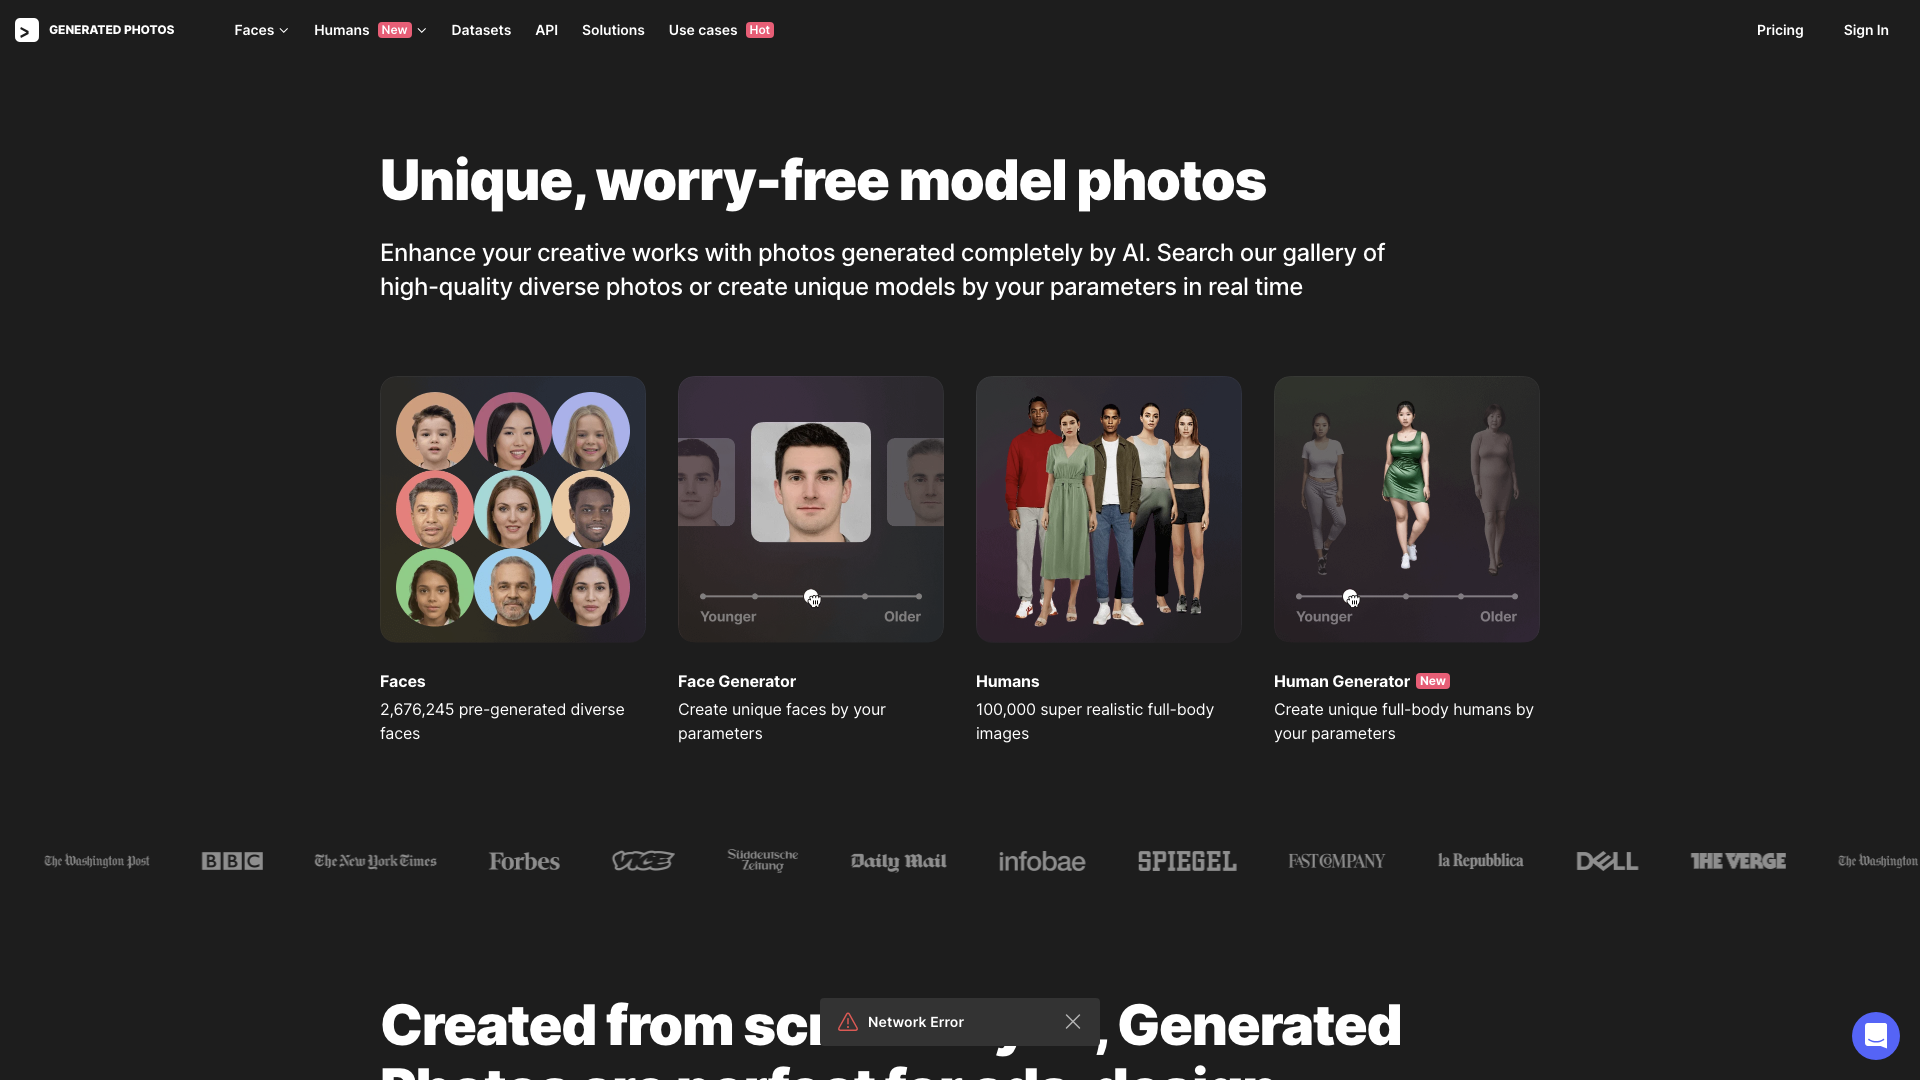 GENERATED PHOTOS
Faces
Humans New
Datasets
API
Solutions
Use cases Hot
Pricing
Sign In
Unique, worry-free model photos
Enhance your creative works with photos generated completely by AI. Search our gallery of
high-quality diverse photos or create unique models by your parameters in real time
Younger
Older
Younger
Older
Faces
2,676,245 pre-generated diverse
faces
Face Generator
Create unique faces by your
parameters
Humans
100,000 super realistic full-body
images
Human Generator New
Create unique full-body humans by
your parameters
The Washington Post
BBC
The New York Times
Forbes
VICE
Süddeutsche
Zeitung
Daily Mail
infobae
SPIEGEL
FAST COMPANY
la Repubblica
DELL
THE VERGE
The Washington
Created from , Generated
Network Error
Photos are perfect for ads, design,